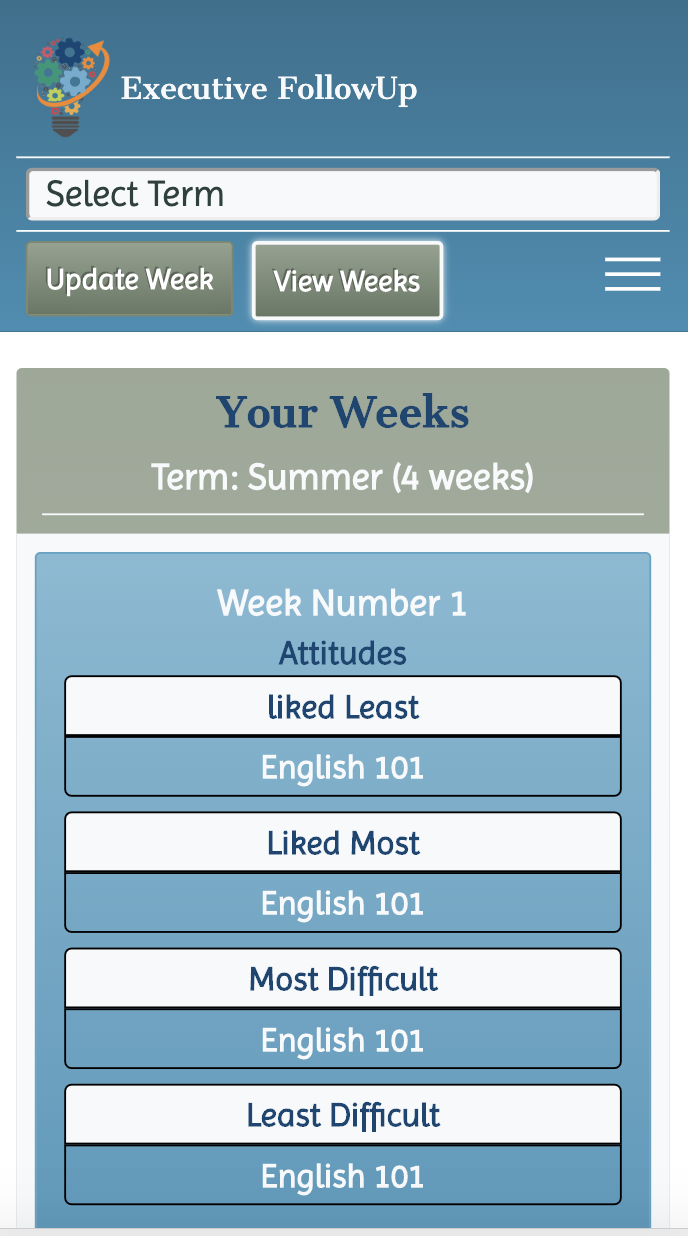 Executive FollowUp
Select Term
Update Week
View Weeks
Your Weeks
Term: Summer (4 weeks)
Week Number 1
Attitudes
liked Least
English 101
Liked Most
English 101
Most Difficult
English 101
Least Difficult
English 101